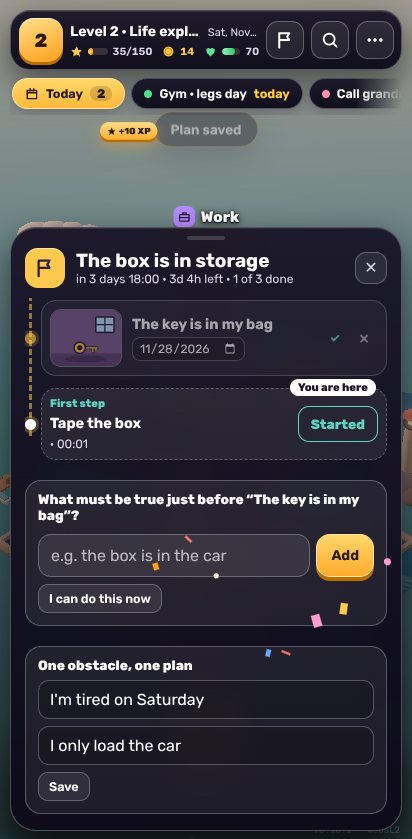 2
Level 2 · Life expl... Sat, Nov...
35/150 14 70
Today 2
Gym · legs day today
Call grand
+10 XP
Plan saved
Work
The box is in storage
in 3 days 18:00 · 3d 4h left · 1 of 3 done
The key is in my bag
11/28/2026
You are here
First step
Tape the box
Started
· 00:01
What must be true just before “The key is in my
bag”?
e.g. the box is in the car
Add
I can do this now
One obstacle, one plan
I'm tired on Saturday
I only load the car
Save